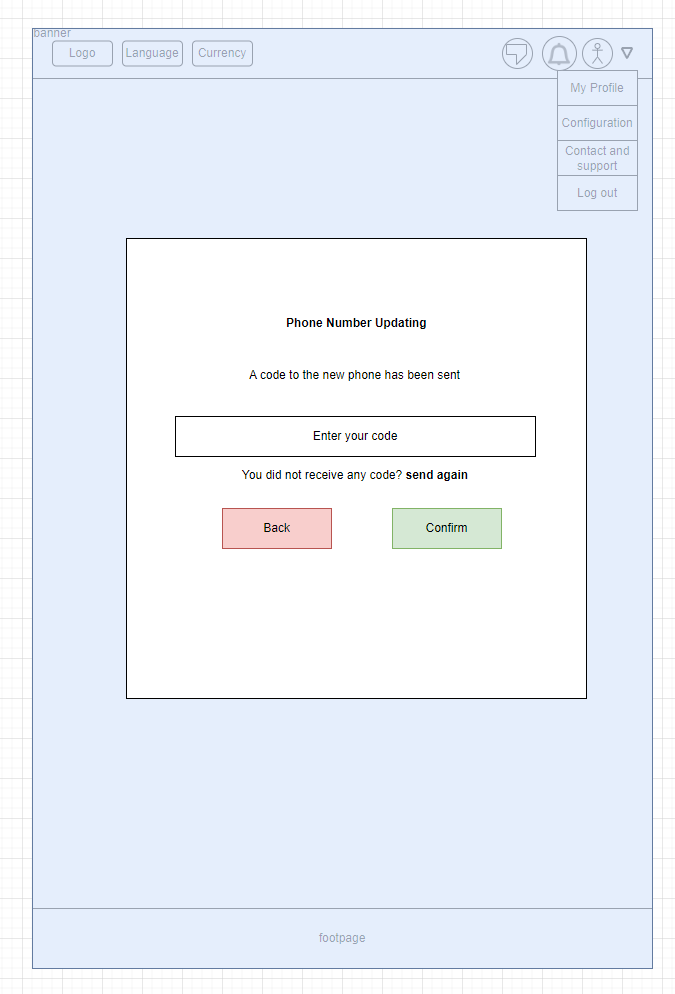 banner
Logo
Language
Currency
My Profile
Configuration
Contact and
support
Log out
Phone Number Updating
A code to the new phone has been sent
Enter your code
You did not receive any code? send again
Back
Confirm
footpage